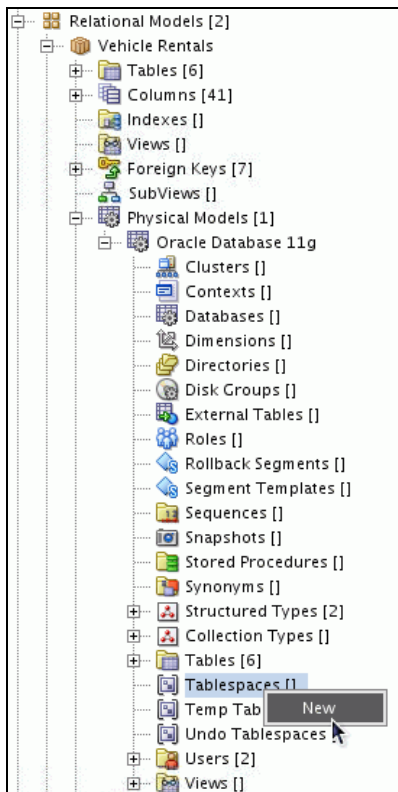 Relational Models [2]
Vehicle Rentals
Tables [6]
Columns [41]
Indexes []
Views []
Foreign Keys [7]
SubViews []
Physical Models [1]
Oracle Database 11g
Clusters []
Contexts []
Databases []
Dimensions []
Directories []
Disk Groups []
External Tables []
Roles []
Rollback Segments []
Segment Templates []
Sequences []
Snapshots []
Stored Procedures []
Synonyms []
Structured Types [2]
Collection Types []
Tables [6]
Tablespaces []
New
Temp Tab
Undo Tablespaces
Users [2]
Views []